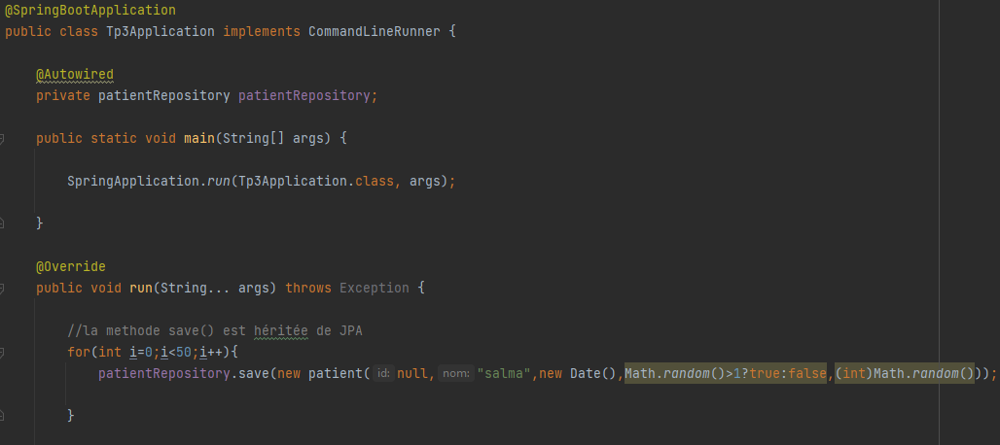 @SpringBootApplication
public class Tp3Application implements CommandLineRunner {
@Autowired
private patientRepository patientRepository;
public static void main(String[] args) {
SpringApplication.run(Tp3Application.class, args);
}
@Override
public void run(String... args) throws Exception {
//la methode save() est héritée de JPA
for(int i=0;i<50;i++){
patientRepository.save(new patient( id: null, nom: "salma",new Date(),Math.random()>1?true:false,(int)Math.random()));
}